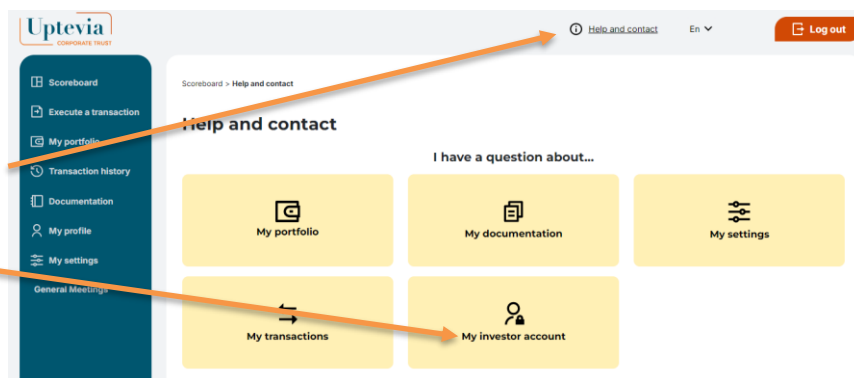 Uptevia
CORPORATE TRUST
Help and contact
En
Log out
Scoreboard
Execute a transaction
My portfolio
Transaction history
Documentation
My profile
My settings
General Meetings
Scoreboard > Help and contact
Help and contact
I have a question about...
My portfolio
My documentation
My settings
My transactions
My investor account